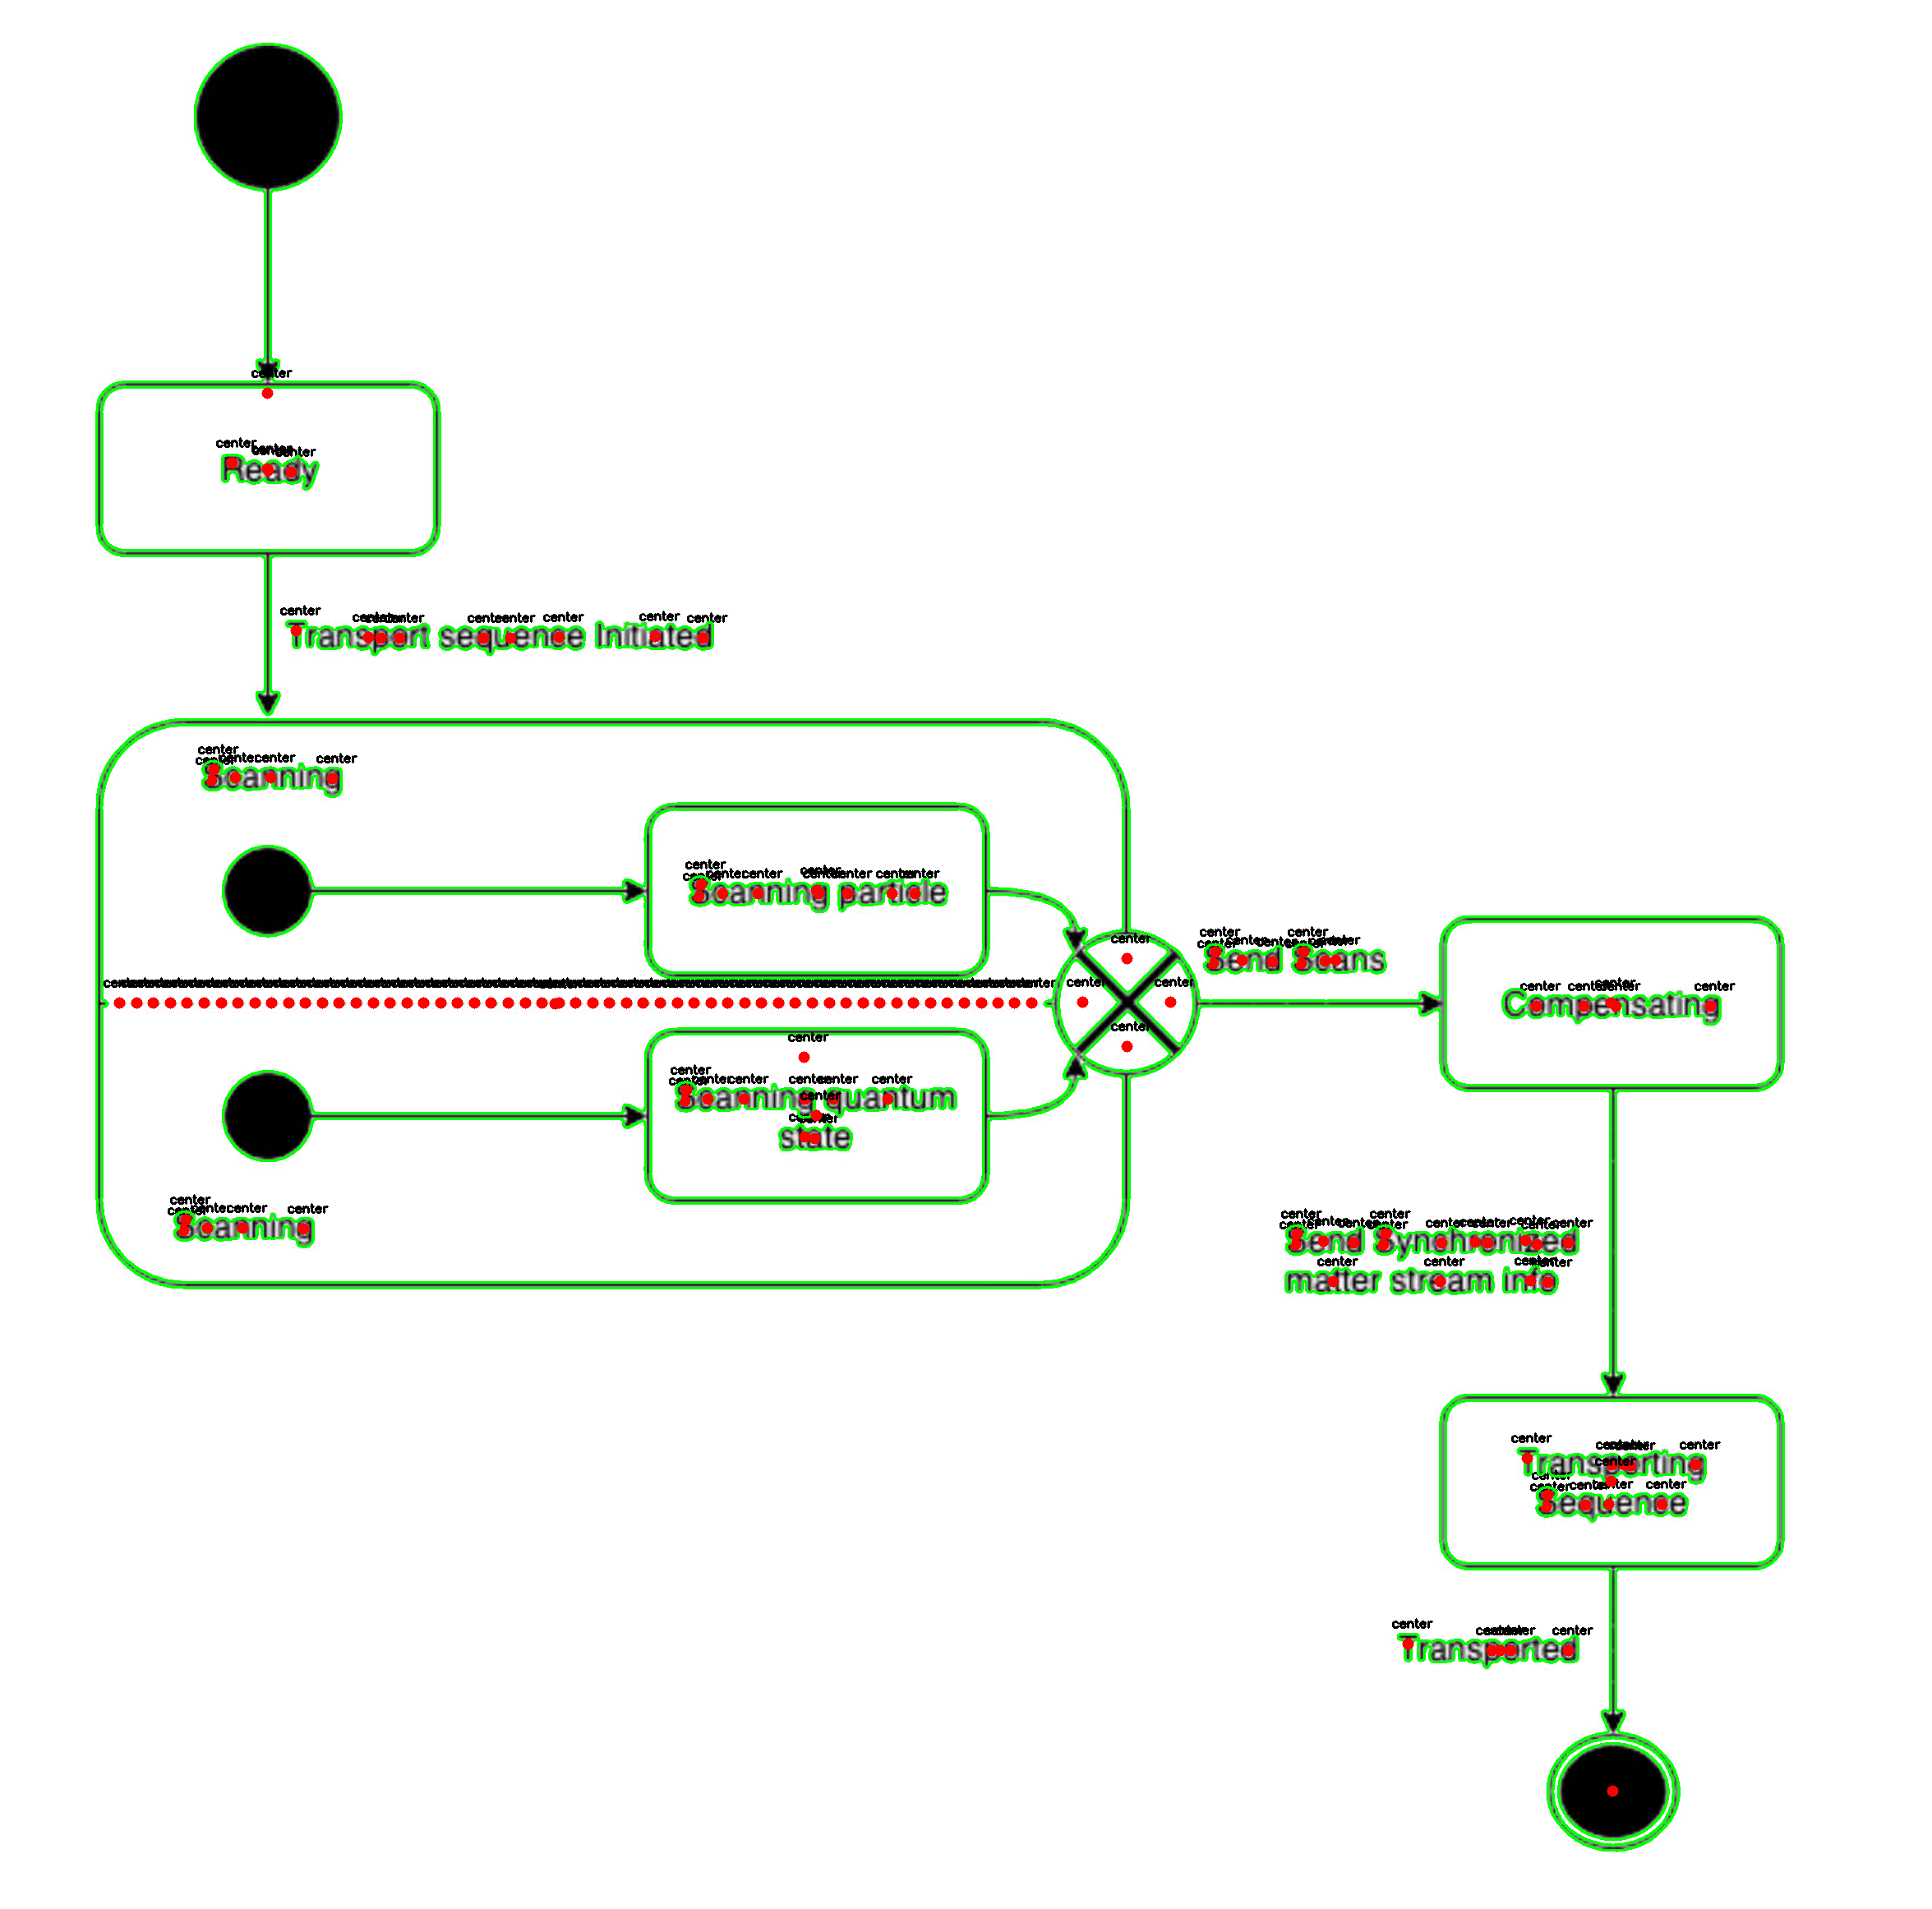 center
Ready
Transport sequence Initiated
Scanning
Scanning particle
Send Scans
Compensating
Scanning quantum
state
Scanning
Send Synchronized
matter stream info
Transporting
Sequence
Transported